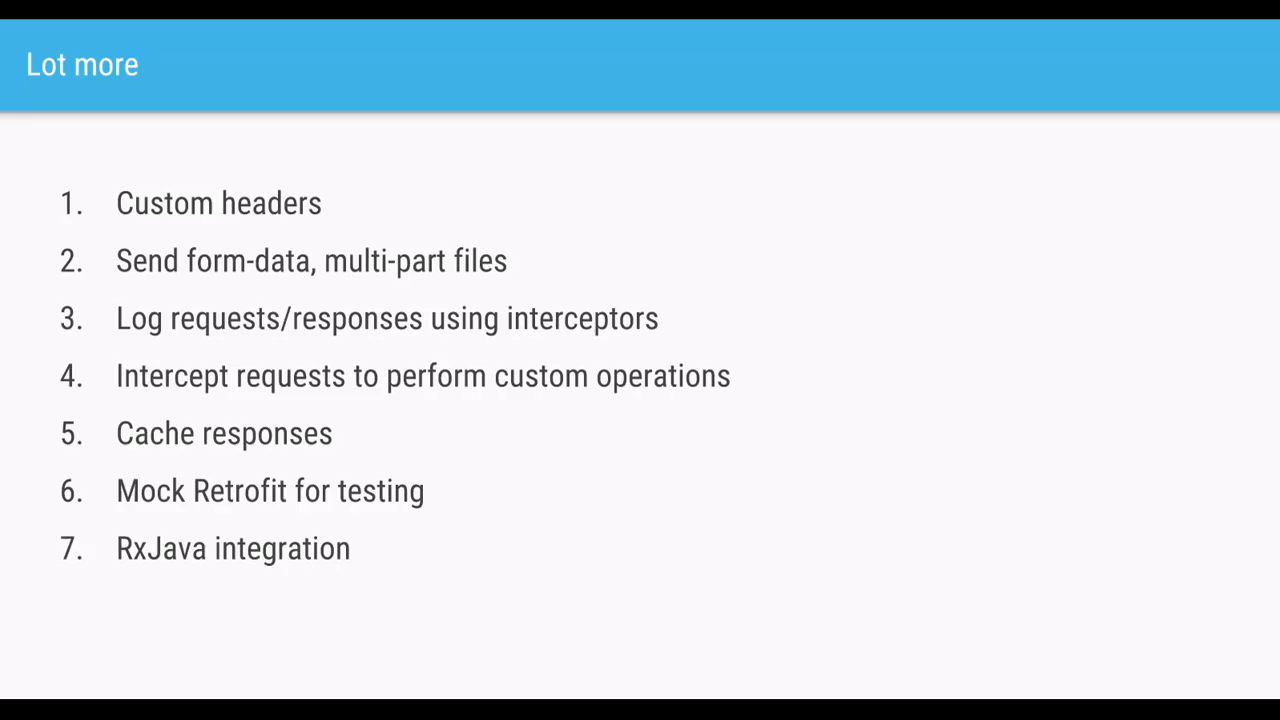 Lot more
1. Custom headers
2. Send form-data, multi-part files
3. Log requests/responses using interceptors
4. Intercept requests to perform custom operations
5. Cache responses
6. Mock Retrofit for testing
7. RxJava integration